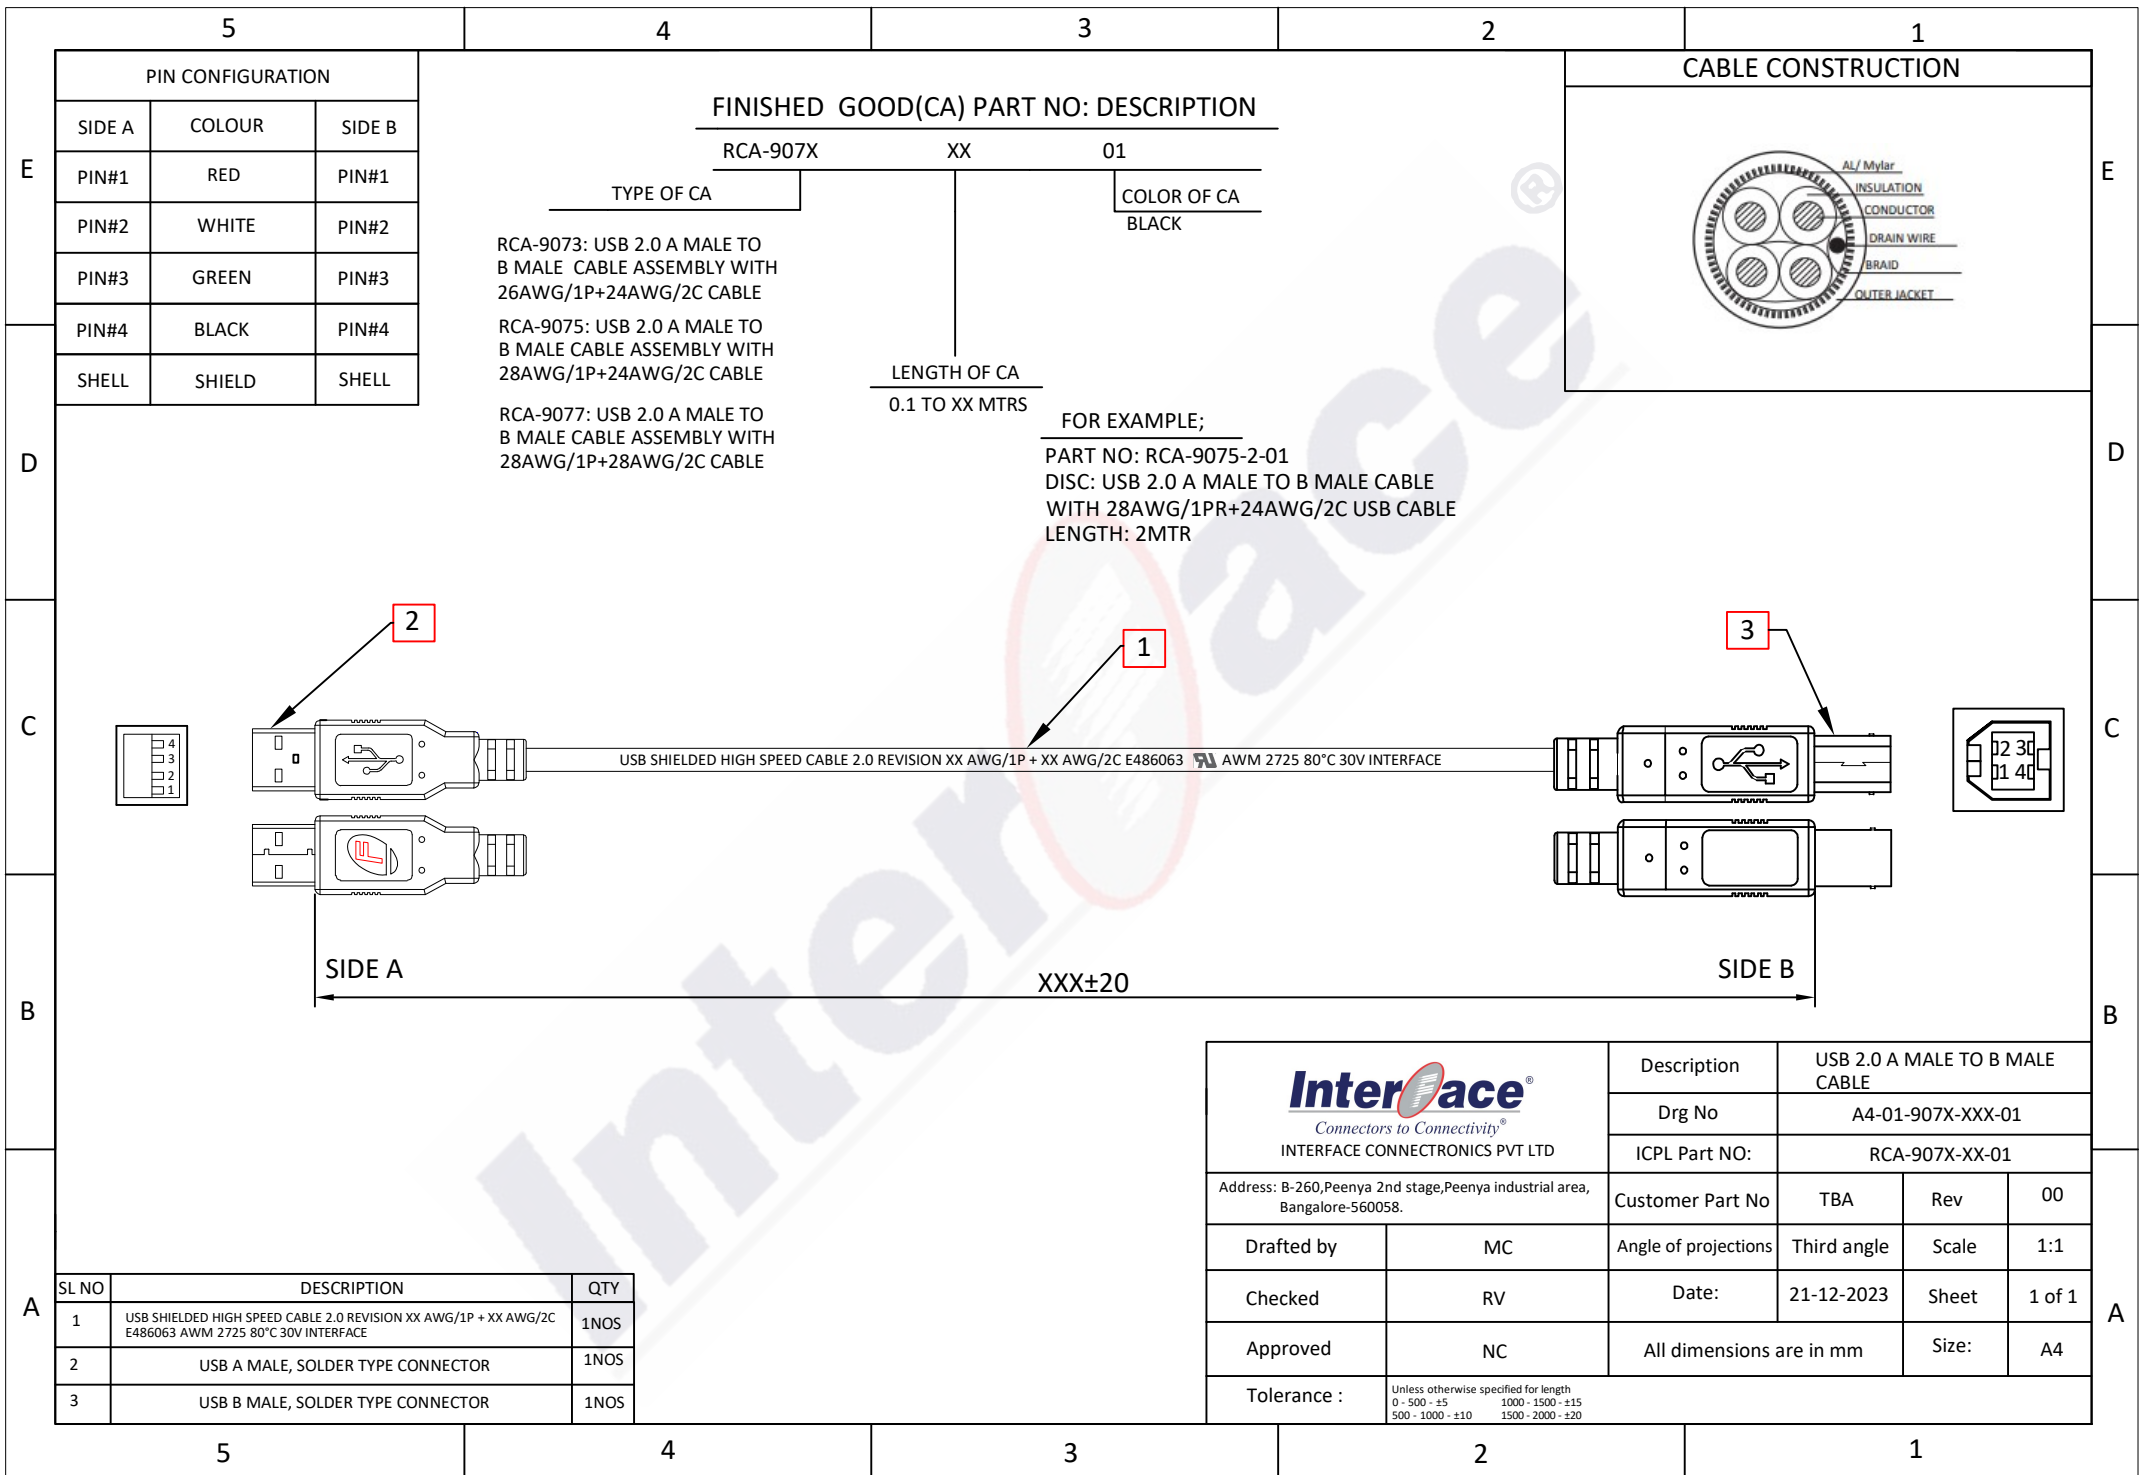 5 4 3 2 1
E
D
C
B
A
PIN CONFIGURATION
SIDE A COLOUR SIDE B
PIN#1 RED PIN#1
PIN#2 WHITE PIN#2
PIN#3 GREEN PIN#3
PIN#4 BLACK PIN#4
SHELL SHIELD SHELL
FINISHED GOOD(CA) PART NO: DESCRIPTION
RCA-907X XX 01
TYPE OF CA
COLOR OF CA
BLACK
RCA-9073: USB 2.0 A MALE TO
B MALE CABLE ASSEMBLY WITH
26AWG/1P+24AWG/2C CABLE
RCA-9075: USB 2.0 A MALE TO
B MALE CABLE ASSEMBLY WITH
28AWG/1P+24AWG/2C CABLE
RCA-9077: USB 2.0 A MALE TO
B MALE CABLE ASSEMBLY WITH
28AWG/1P+28AWG/2C CABLE
LENGTH OF CA
0.1 TO XX MTRS
FOR EXAMPLE;
PART NO: RCA-9075-2-01
DISC: USB 2.0 A MALE TO B MALE CABLE
WITH 28AWG/1PR+24AWG/2C USB CABLE
LENGTH: 2MTR
CABLE CONSTRUCTION
AL/ Mylar
INSULATION
CONDUCTOR
DRAIN WIRE
BRAID
OUTER JACKET
E
D
C
B
A
Interface®
2
1
3
4
3
2
1
USB SHIELDED HIGH SPEED CABLE 2.0 REVISION XX AWG/1P + XX AWG/2C E486063 AWM 2725 80°C 30V INTERFACE
2 3
1 4
SIDE A
SIDE B
XXX±20
SL NO DESCRIPTION QTY
1 USB SHIELDED HIGH SPEED CABLE 2.0 REVISION XX AWG/1P + XX AWG/2C 1NOS
E486063 AWM 2725 80°C 30V INTERFACE
2 USB A MALE, SOLDER TYPE CONNECTOR 1NOS
3 USB B MALE, SOLDER TYPE CONNECTOR 1NOS
Interface®
Connectors to Connectivity®
INTERFACE CONNECTRONICS PVT LTD
Address: B-260,Peenya 2nd stage,Peenya industrial area,
Bangalore-560058.
Description USB 2.0 A MALE TO B MALE
CABLE
Drg No A4-01-907X-XXX-01
ICPL Part NO: RCA-907X-XX-01
Customer Part No TBA Rev 00
Drafted by MC Angle of projections Third angle Scale 1:1
Checked RV Date: 21-12-2023 Sheet 1 of 1
Approved NC All dimensions are in mm Size: A4
Tolerance : Unless otherwise specified for length
0 - 500 - ±5 1000 - 1500 - ±15
500 - 1000 - ±10 1500 - 2000 - ±20
5 4 3 2 1